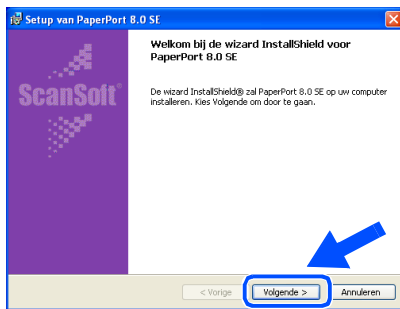 Setup van PaperPort 8.0 SE
Welkom bij de wizard InstallShield voor
PaperPort 8.0 SE
ScanSoft®
De wizard InstallShield® zal PaperPort 8.0 SE op uw computer
installeren. Kies Volgende om door te gaan.
< Vorige
Volgende >
Annuleren